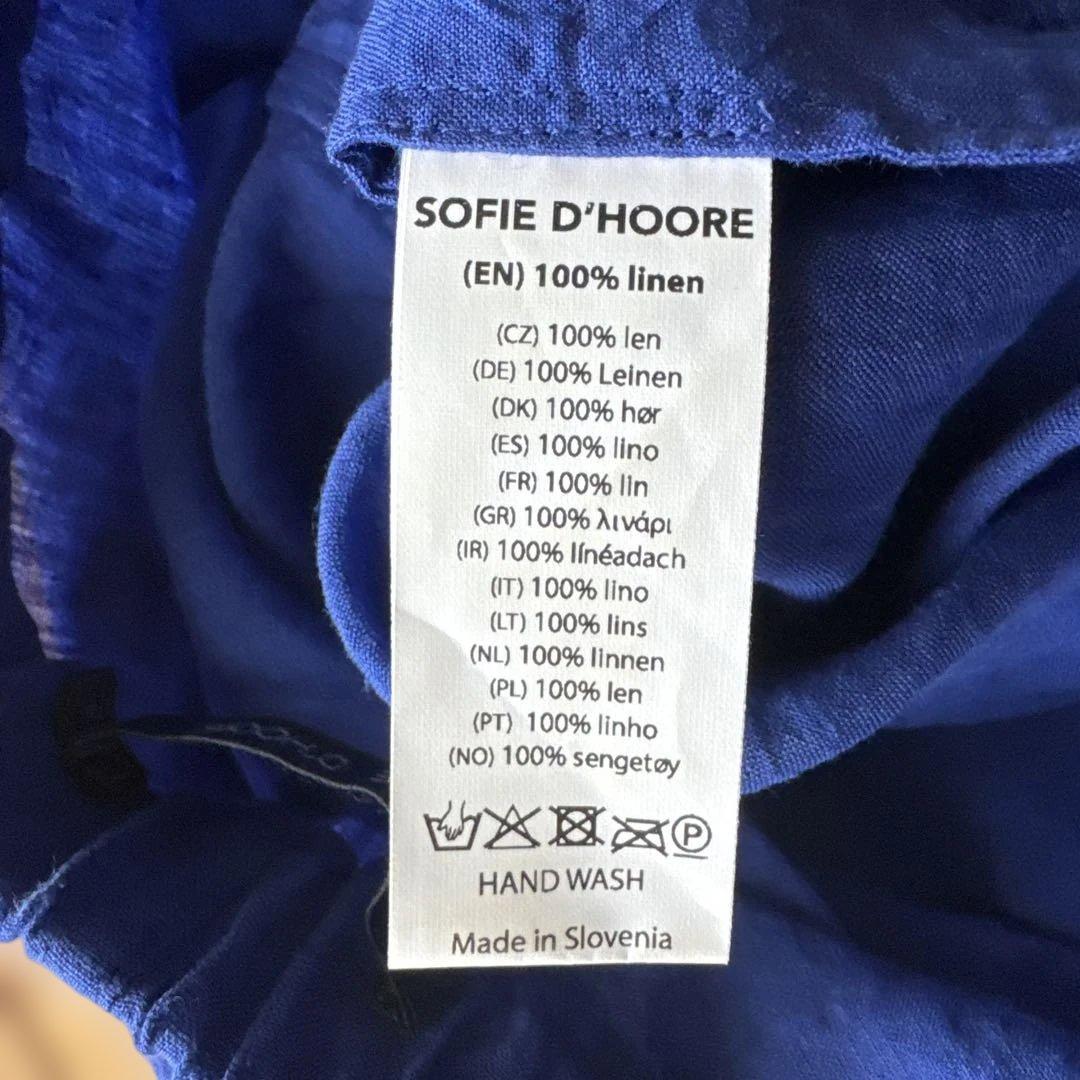 SOFIE D'HOORE
(EN) 100% linen
(CZ) 100% len
(DE) 100% Leinen
(DK) 100% hør
(ES) 100% lino
(FR) 100% lin
(GR) 100% λινάρι
(IR) 100% línéadach
(IT) 100% lino
(LT) 100% lins
(NL) 100% linnen
(PL) 100% len
(PT) 100% linho
(NO) 100% sengetøy
P
HAND WASH
Made in Slovenia